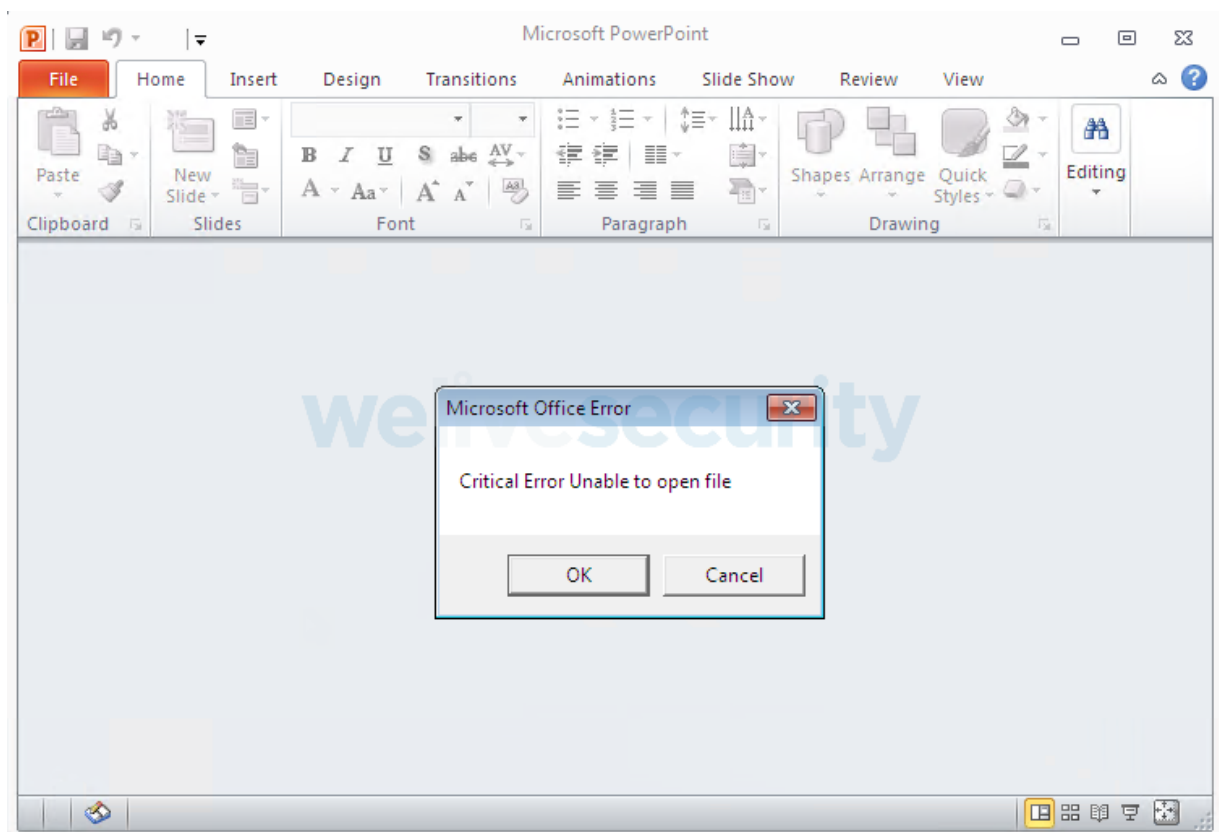 Microsoft PowerPoint
File Home Insert Design Transitions Animations Slide Show Review View
Paste
New
Slide
B I U S abc AV
A Aa A A
Shapes Arrange Quick
Styles
Editing
Clipboard Slides Font Paragraph Drawing
welivesecurity
Microsoft Office Error
Critical Error Unable to open file
OK Cancel